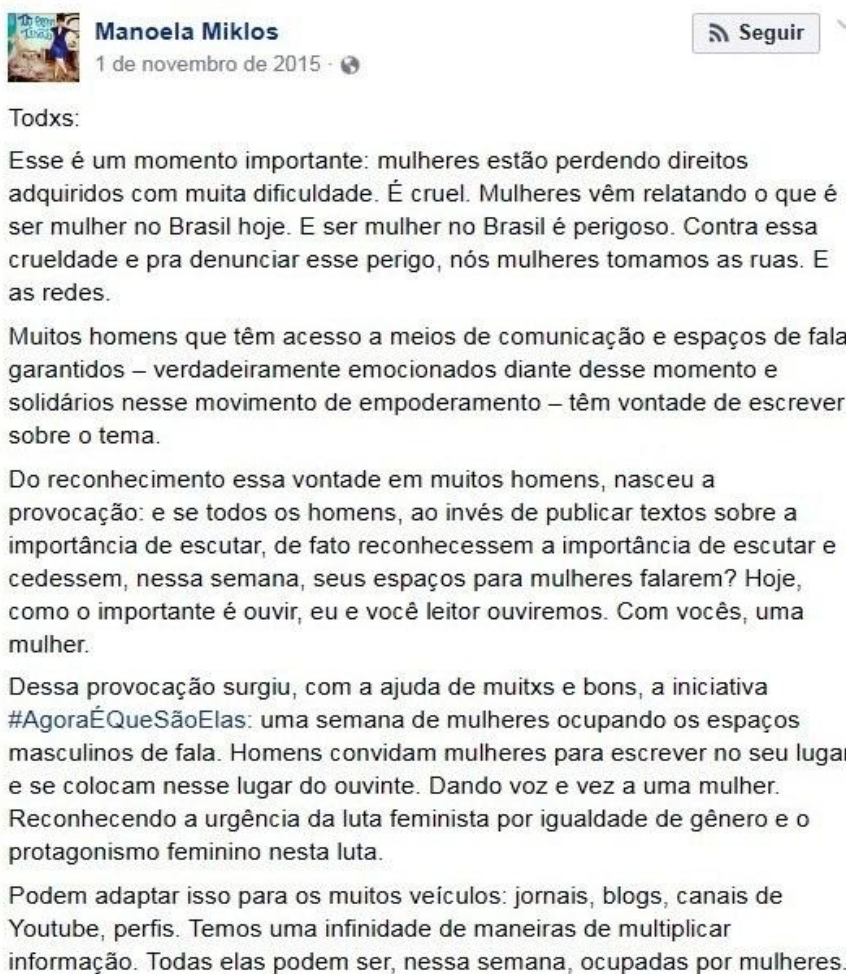 Manoela Miklos
Seguir
1 de novembro de 2015 ·
Todxs:
Esse é um momento importante: mulheres estão perdendo direitos
adquiridos com muita dificuldade. É cruel. Mulheres vêm relatando o que é
ser mulher no Brasil hoje. E ser mulher no Brasil é perigoso. Contra essa
crueldade e pra denunciar esse perigo, nós mulheres tomamos as ruas. E
as redes.
Muitos homens que têm acesso a meios de comunicação e espaços de fala
garantidos – verdadeiramente emocionados diante desse momento e
solidários nesse movimento de empoderamento – têm vontade de escrever
sobre o tema.
Do reconhecimento essa vontade em muitos homens, nasceu a
provocação: e se todos os homens, ao invés de publicar textos sobre a
importância de escutar, de fato reconhecessem a importância de escutar e
cedessem, nessa semana, seus espaços para mulheres falarem? Hoje,
como o importante é ouvir, eu e você leitor ouviremos. Com vocês, uma
mulher.
Dessa provocação surgiu, com a ajuda de muitxs e bons, a iniciativa
#AgoraÉQueSãoElas: uma semana de mulheres ocupando os espaços
masculinos de fala. Homens convidam mulheres para escrever no seu lugar
e se colocam nesse lugar do ouvinte. Dando voz e vez a uma mulher.
Reconhecendo a urgência da luta feminista por igualdade de gênero e o
protagonismo feminino nesta luta.
Podem adaptar isso para os muitos veículos: jornais, blogs, canais de
Youtube, perfis. Temos uma infinidade de maneiras de multiplicar
informação. Todas elas podem ser, nessa semana, ocupadas por mulheres.